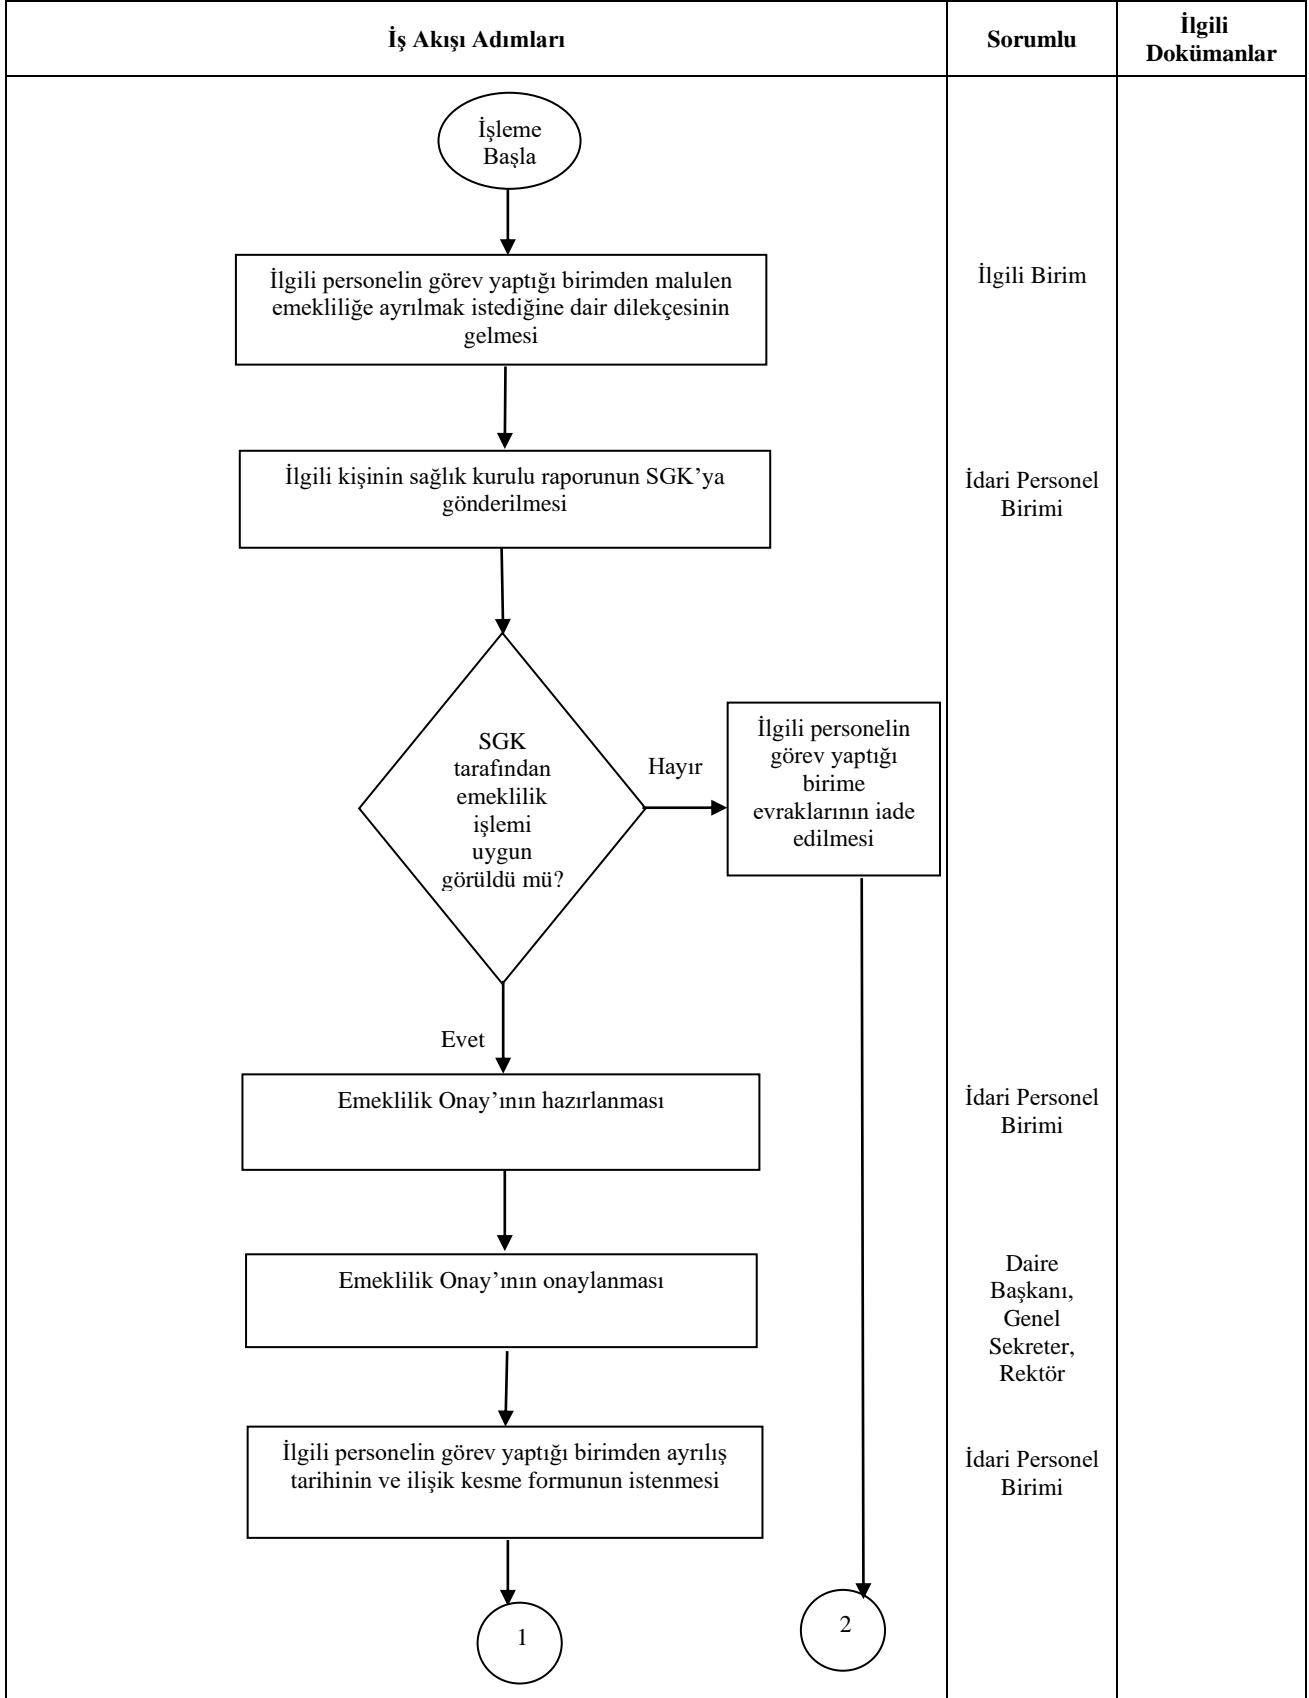 İş Akışı Adımları
Sorumlu
İlgili
Dokümanlar
İşleme
Başla
İlgili personelin görev yaptığı birimden malulen
emekliliğe ayrılmak istediğine dair dilekçesinin
gelmesi
İlgili Birim
İlgili kişinin sağlık kurulu raporunun SGK’ya
gönderilmesi
İdari Personel
Birimi
SGK
tarafından
emeklilik
işlemi
uygun
görüldü mü?
Hayır
İlgili personelin
görev yaptığı
birime
evraklarının iade
edilmesi
Evet
Emeklilik Onay’ının hazırlanması
İdari Personel
Birimi
Emeklilik Onay’ının onaylanması
Daire
Başkanı,
Genel
Sekreter,
Rektör
İlgili personelin görev yaptığı birimden ayrılış
tarihinin ve ilişik kesme formunun istenmesi
İdari Personel
Birimi
1
2